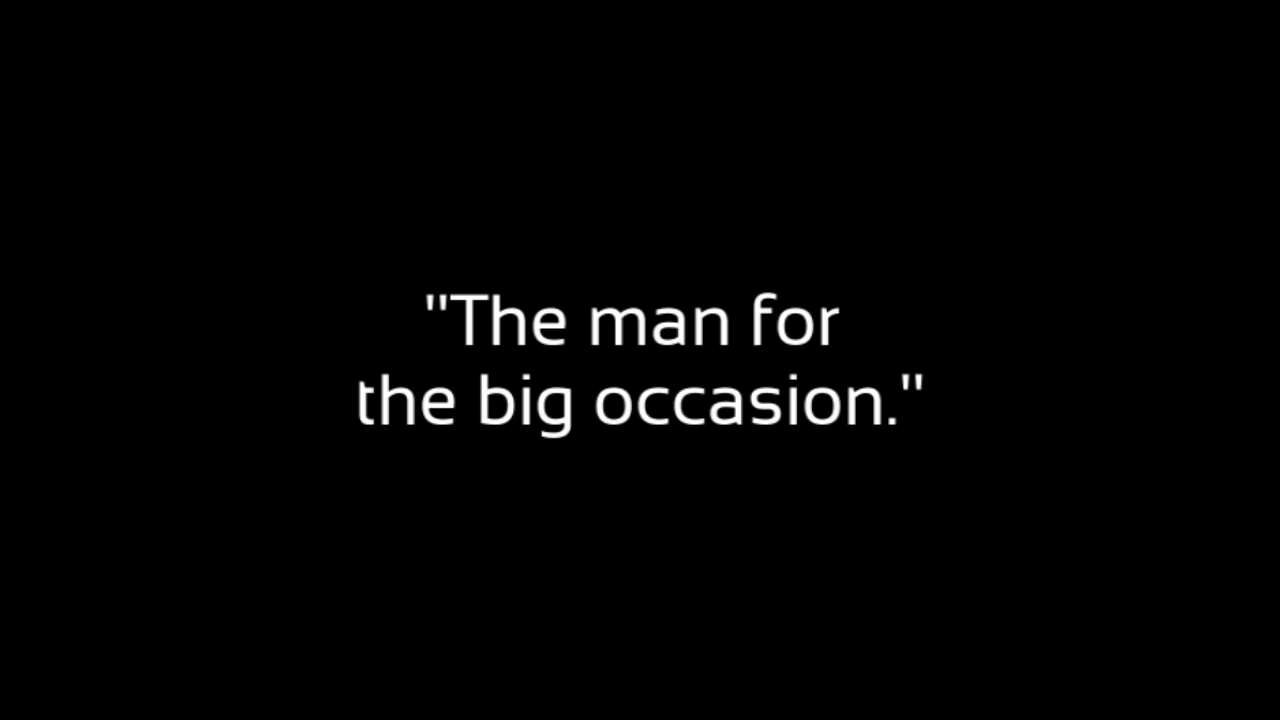 "The man for
the big occasion."